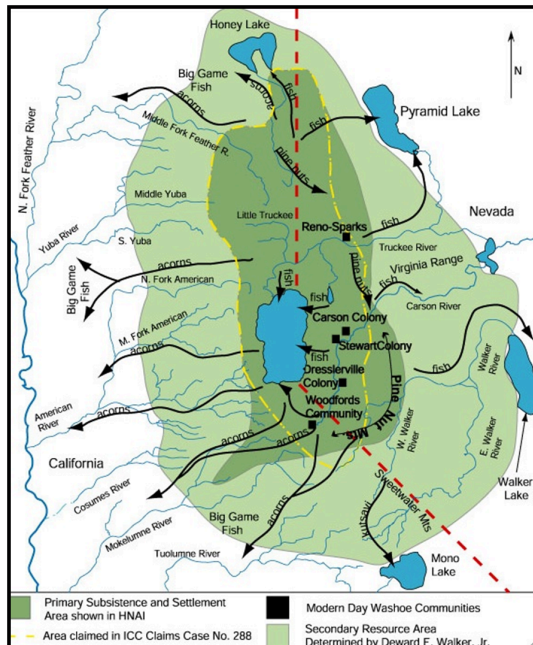 Honey Lake
Big Game
Fish
acorns
acorns
fish
N
Pyramid Lake
fish
Middle Fork Feather R.
pine nuts
N. Fork Feather River
Middle Yuba
Little Truckee
Nevada
Reno-Sparks
fish
Yuba River
S. Yuba
Truckee River
acorns
Virginia Range
N. Fork American
fish
pine nuts
fish
Big Game
Fish
fish
Carson River
Carson Colony
M. Fork American
StewartColony
acorns
fish
Dresslerville
Colony
fish
Walker
River
Pine Nut Mts
Woodfords
Community
American
River
acorns
acorns
acorns
W. Walker
River
E. Walker
River
California
Walker
Lake
Cosumes River
acorns
Sweetwater Mts
Big Game
Fish
kutsavi
Mokelumne River
Tuolumne River
Mono
Lake
Primary Subsistence and Settlement
Area shown in HNAI
Modern Day Washoe Communities
Area claimed in ICC Claims Case No. 288
Secondary Resource Area
Determined by Deward E. Walker, Jr.